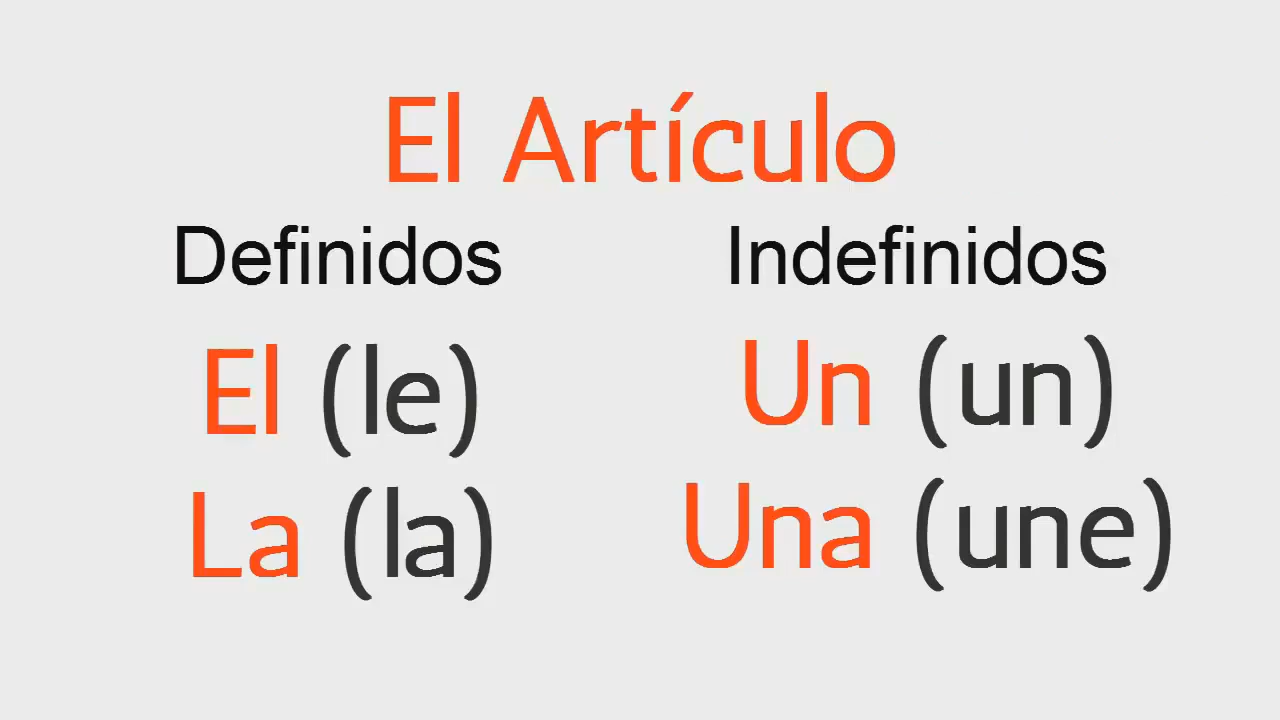 El Artículo
Definidos Indefinidos
El (le) Un (un)
La (la) Una (une)